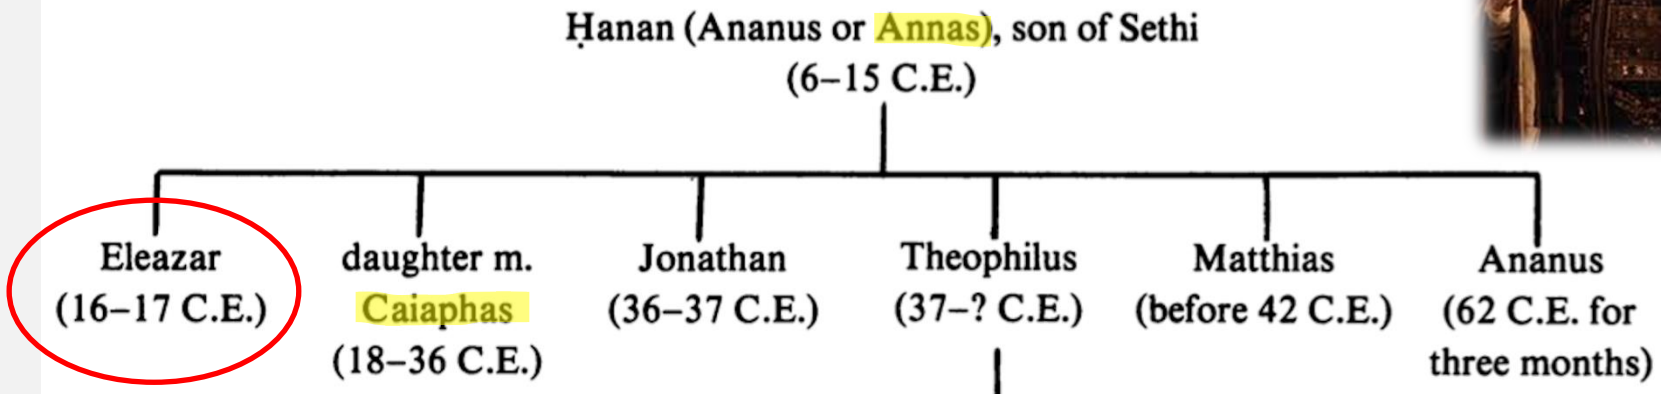 Ḥanan (Ananus or Annas), son of Sethi
(6–15 C.E.)
Eleazar
(16–17 C.E.)
daughter m.
Caiaphas
(18–36 C.E.)
Jonathan
(36–37 C.E.)
Theophilus
(37–? C.E.)
Matthias
(before 42 C.E.)
Ananus
(62 C.E. for
three months)